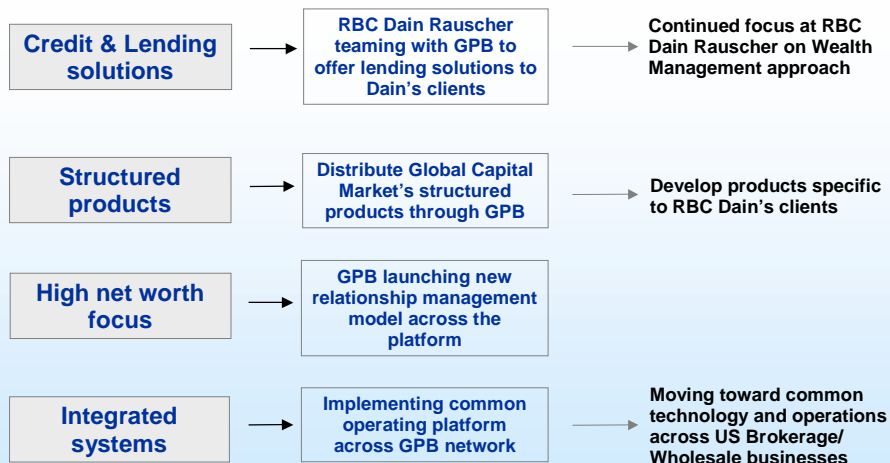 Credit & Lending
solutions
RBC Dain Rauscher
teaming with GPB to
offer lending solutions to
Dain's clients
Continued focus at RBC
Dain Rauscher on Wealth
Management approach
Structured
products
Distribute Global Capital
Market's structured
products through GPB
Develop products specific
to RBC Dain's clients
High net worth
focus
GPB launching new
relationship management
model across the
platform
Integrated
systems
Implementing common
operating platform
across GPB network
Moving toward common
technology and operations
across US Brokerage/
Wholesale businesses